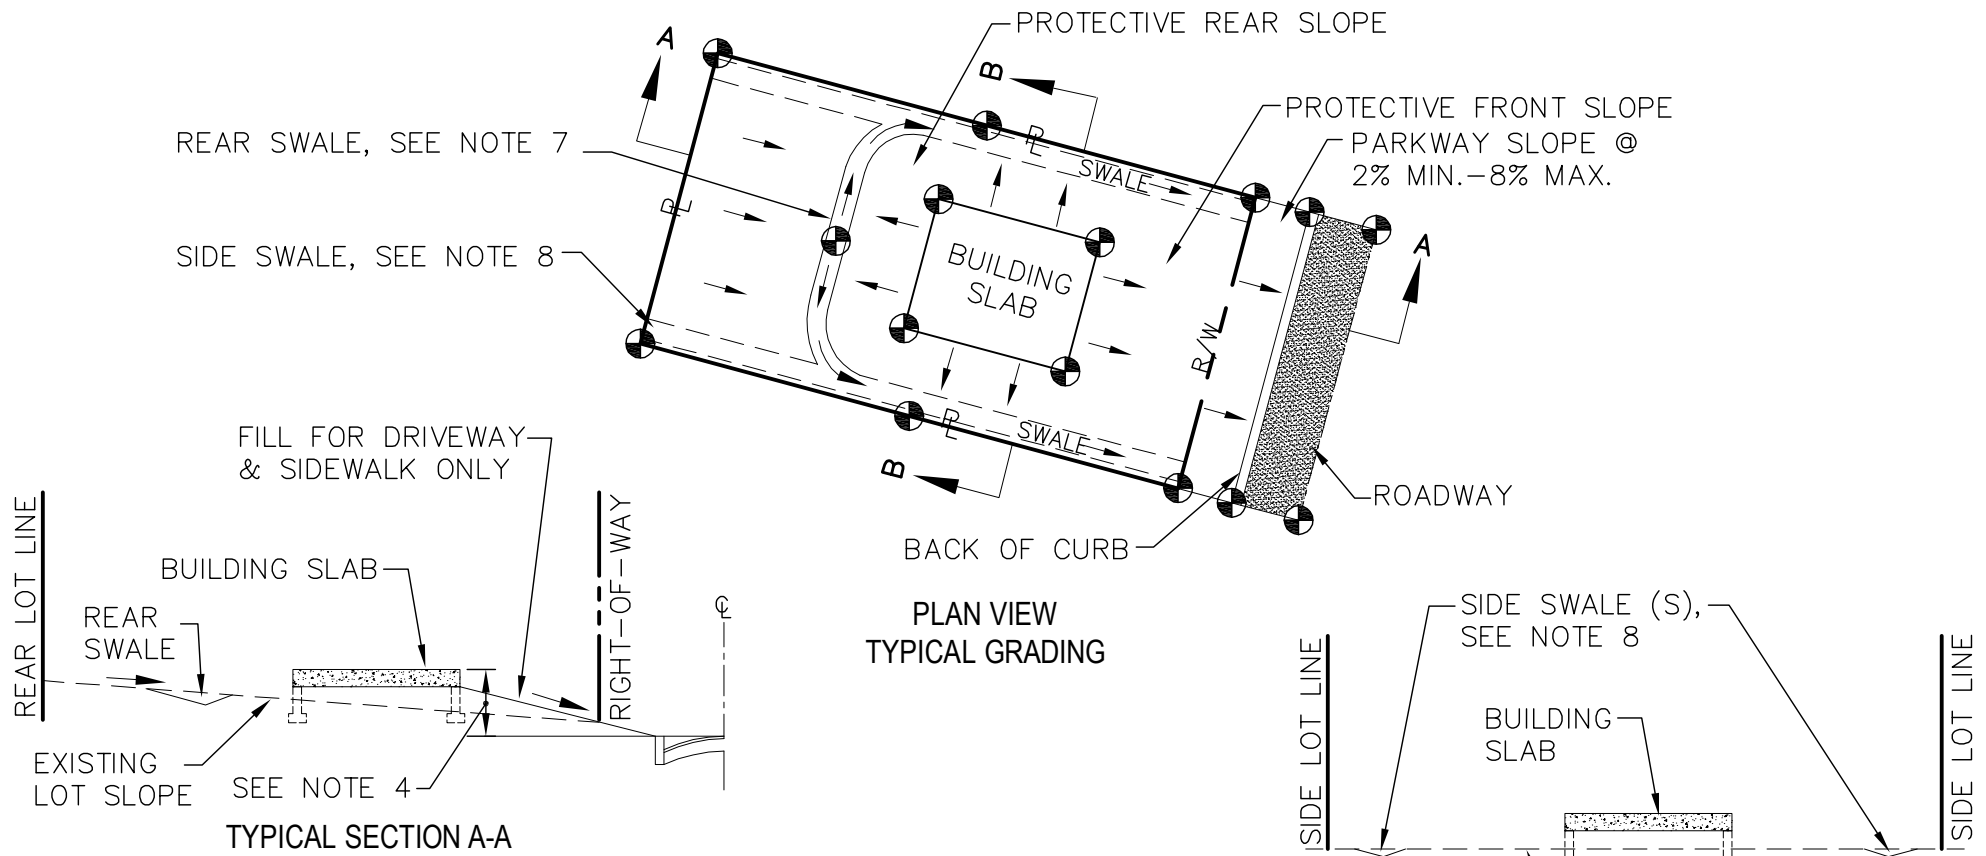 PROTECTIVE REAR SLOPE
A
B
PROTECTIVE FRONT SLOPE
REAR SWALE, SEE NOTE 7
PARKWAY SLOPE @
2% MIN.-8% MAX.
PL
SWALE
PL
SIDE SWALE, SEE NOTE 8
A
BUILDING
SLAB
R/W
PL
SWALE
B
FILL FOR DRIVEWAY
& SIDEWALK ONLY
ROADWAY
BACK OF CURB
PLAN VIEW
TYPICAL GRADING
REAR LOT LINE
BUILDING SLAB
REAR
SWALE
RIGHT-OF-WAY
CL
EXISTING
LOT SLOPE
SEE NOTE 4
TYPICAL SECTION A-A
SIDE SWALE (S),
SEE NOTE 8
SIDE LOT LINE
BUILDING
SLAB
SIDE LOT LINE